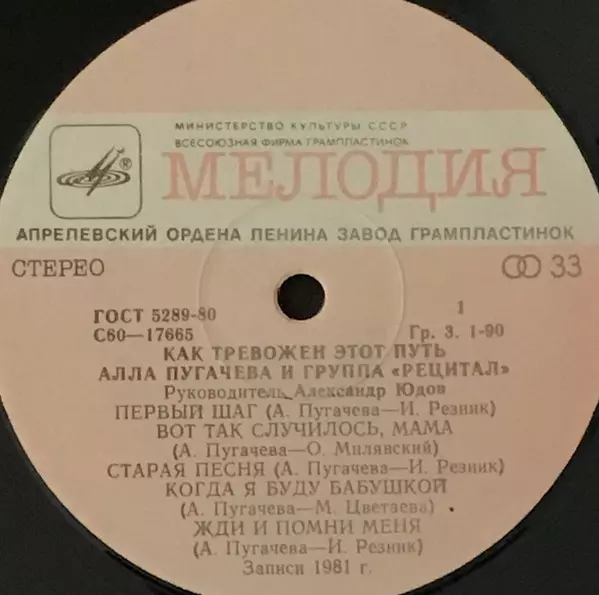 МИНИСТЕРСТВО КУЛЬТУРЫ СССР
ВСЕСОЮЗНАЯ ФИРМА ГРАМПЛАСТИНОК
МЕЛОДИЯ
®
АПРЕЛЕВСКИЙ ОРДЕНА ЛЕНИНА ЗАВОД ГРАМПЛАСТИНОК
СТЕРЕО 33
ГОСТ 5289-80 1
С60—17665 Гр. 3. 1-90
КАК ТРЕВОЖЕН ЭТОТ ПУТЬ
АЛЛА ПУГАЧЕВА И ГРУППА «РЕЦИТАЛ»
Руководитель Александр Юдов
ПЕРВЫЙ ШАГ (А. Пугачева—И. Резник)
ВОТ ТАК СЛУЧИЛОСЬ, МАМА
(А. Пугачева—О. Милявский)
СТАРАЯ ПЕСНЯ (А. Пугачева—И. Резник)
КОГДА Я БУДУ БАБУШКОЙ
(А. Пугачева—М. Цветаева)
ЖДИ И ПОМНИ МЕНЯ
(А. Пугачева—И. Резник)
Записи 1981 г.